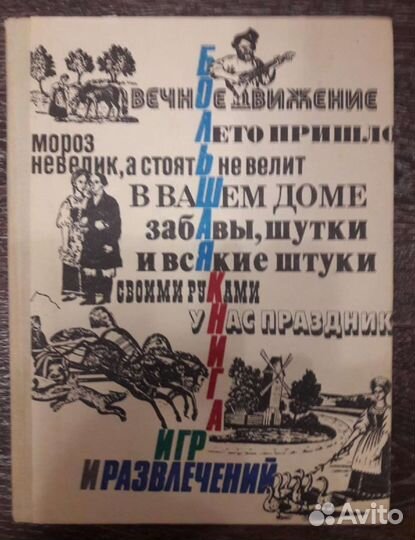 ВЕЧНОЕ ДВИЖЕНИЕ
ЛЕТО ПРИШЛО
МОРОЗ
НЕВЕЛИК, А СТОЯТЬ НЕ ВЕЛИТ
В ВАШЕМ ДОМЕ
ЗАБАВЫ, ШУТКИ
И ВСЯКИЕ ШТУКИ
СВОИМИ РУКАМИ
У НАС ПРАЗДНИК
БОЛЬШАЯ КНИГА
ИГР
И РАЗВЛЕЧЕНИЙ
Avito